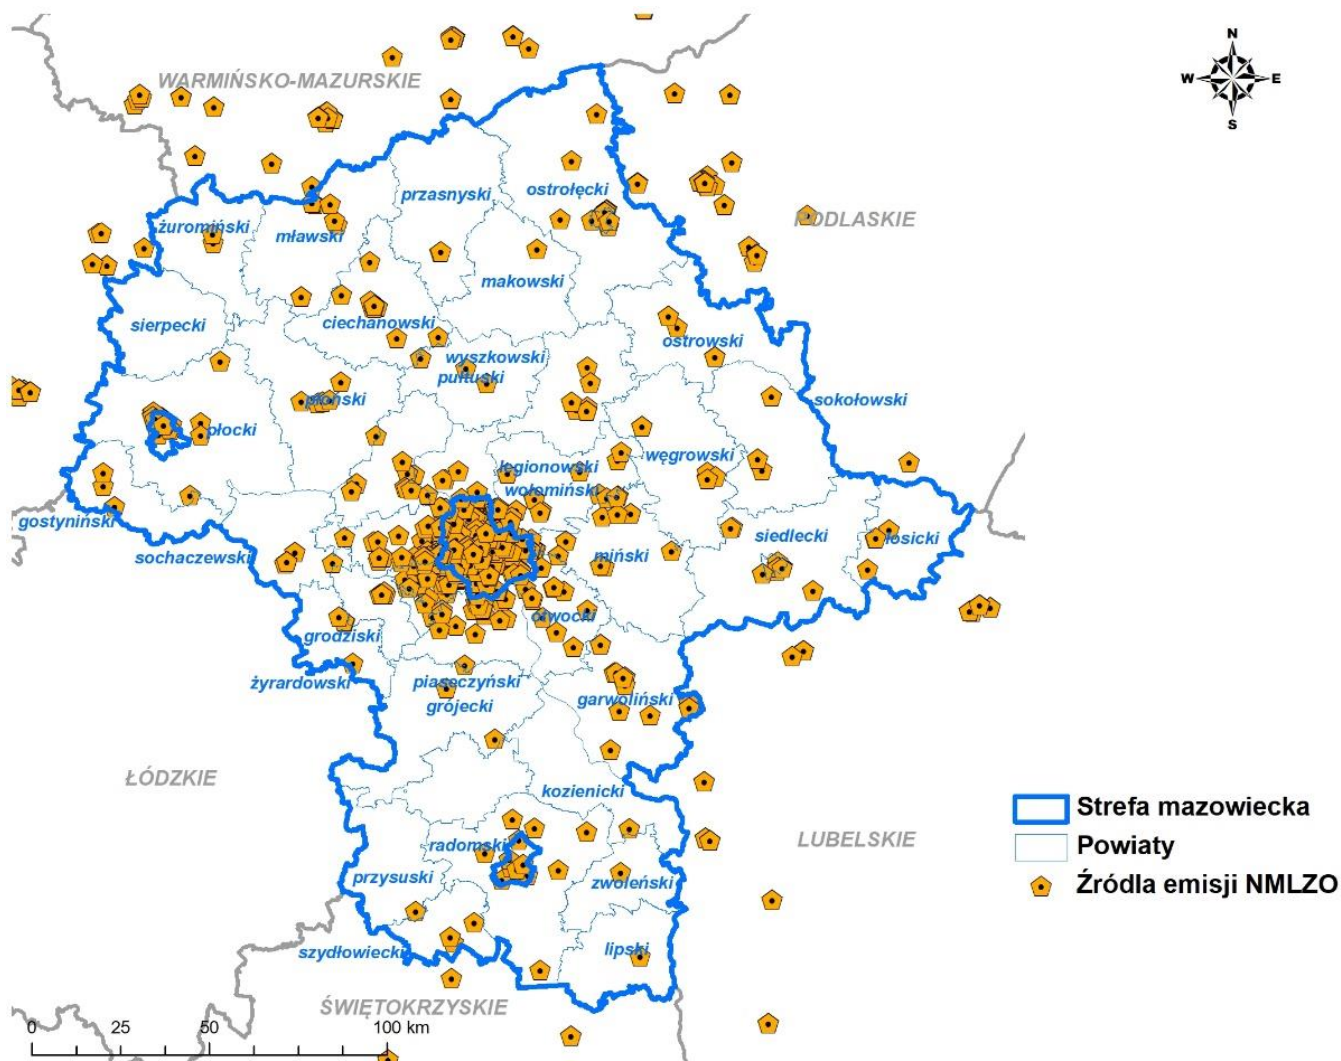 N
W E
S
WARMIŃSKO-MAZURSKIE
przasnyski
ostrołęcki
żuromiński
mławski
PODLASKIE
makowski
sierpecki
ciechanowski
ostrowski
wyszkowski
pułtuski
płoński
sokołowski
płocki
węgrowski
legionowski
wołomiński
gostyniński
sochaczewski
miński
siedlecki
łosicki
otwocki
grodziski
żyrardowski
piaseczyński
grójecki
garwoliński
ŁÓDZKIE
kozienicki
Strefa mazowiecka
radomski
LUBELSKIE
Powiaty
przysuski
zwoleński
Źródla emisji NMLZO
szydłowiecki
lipski
ŚWIĘTOKRZYSKIE
0 25 50 100 km